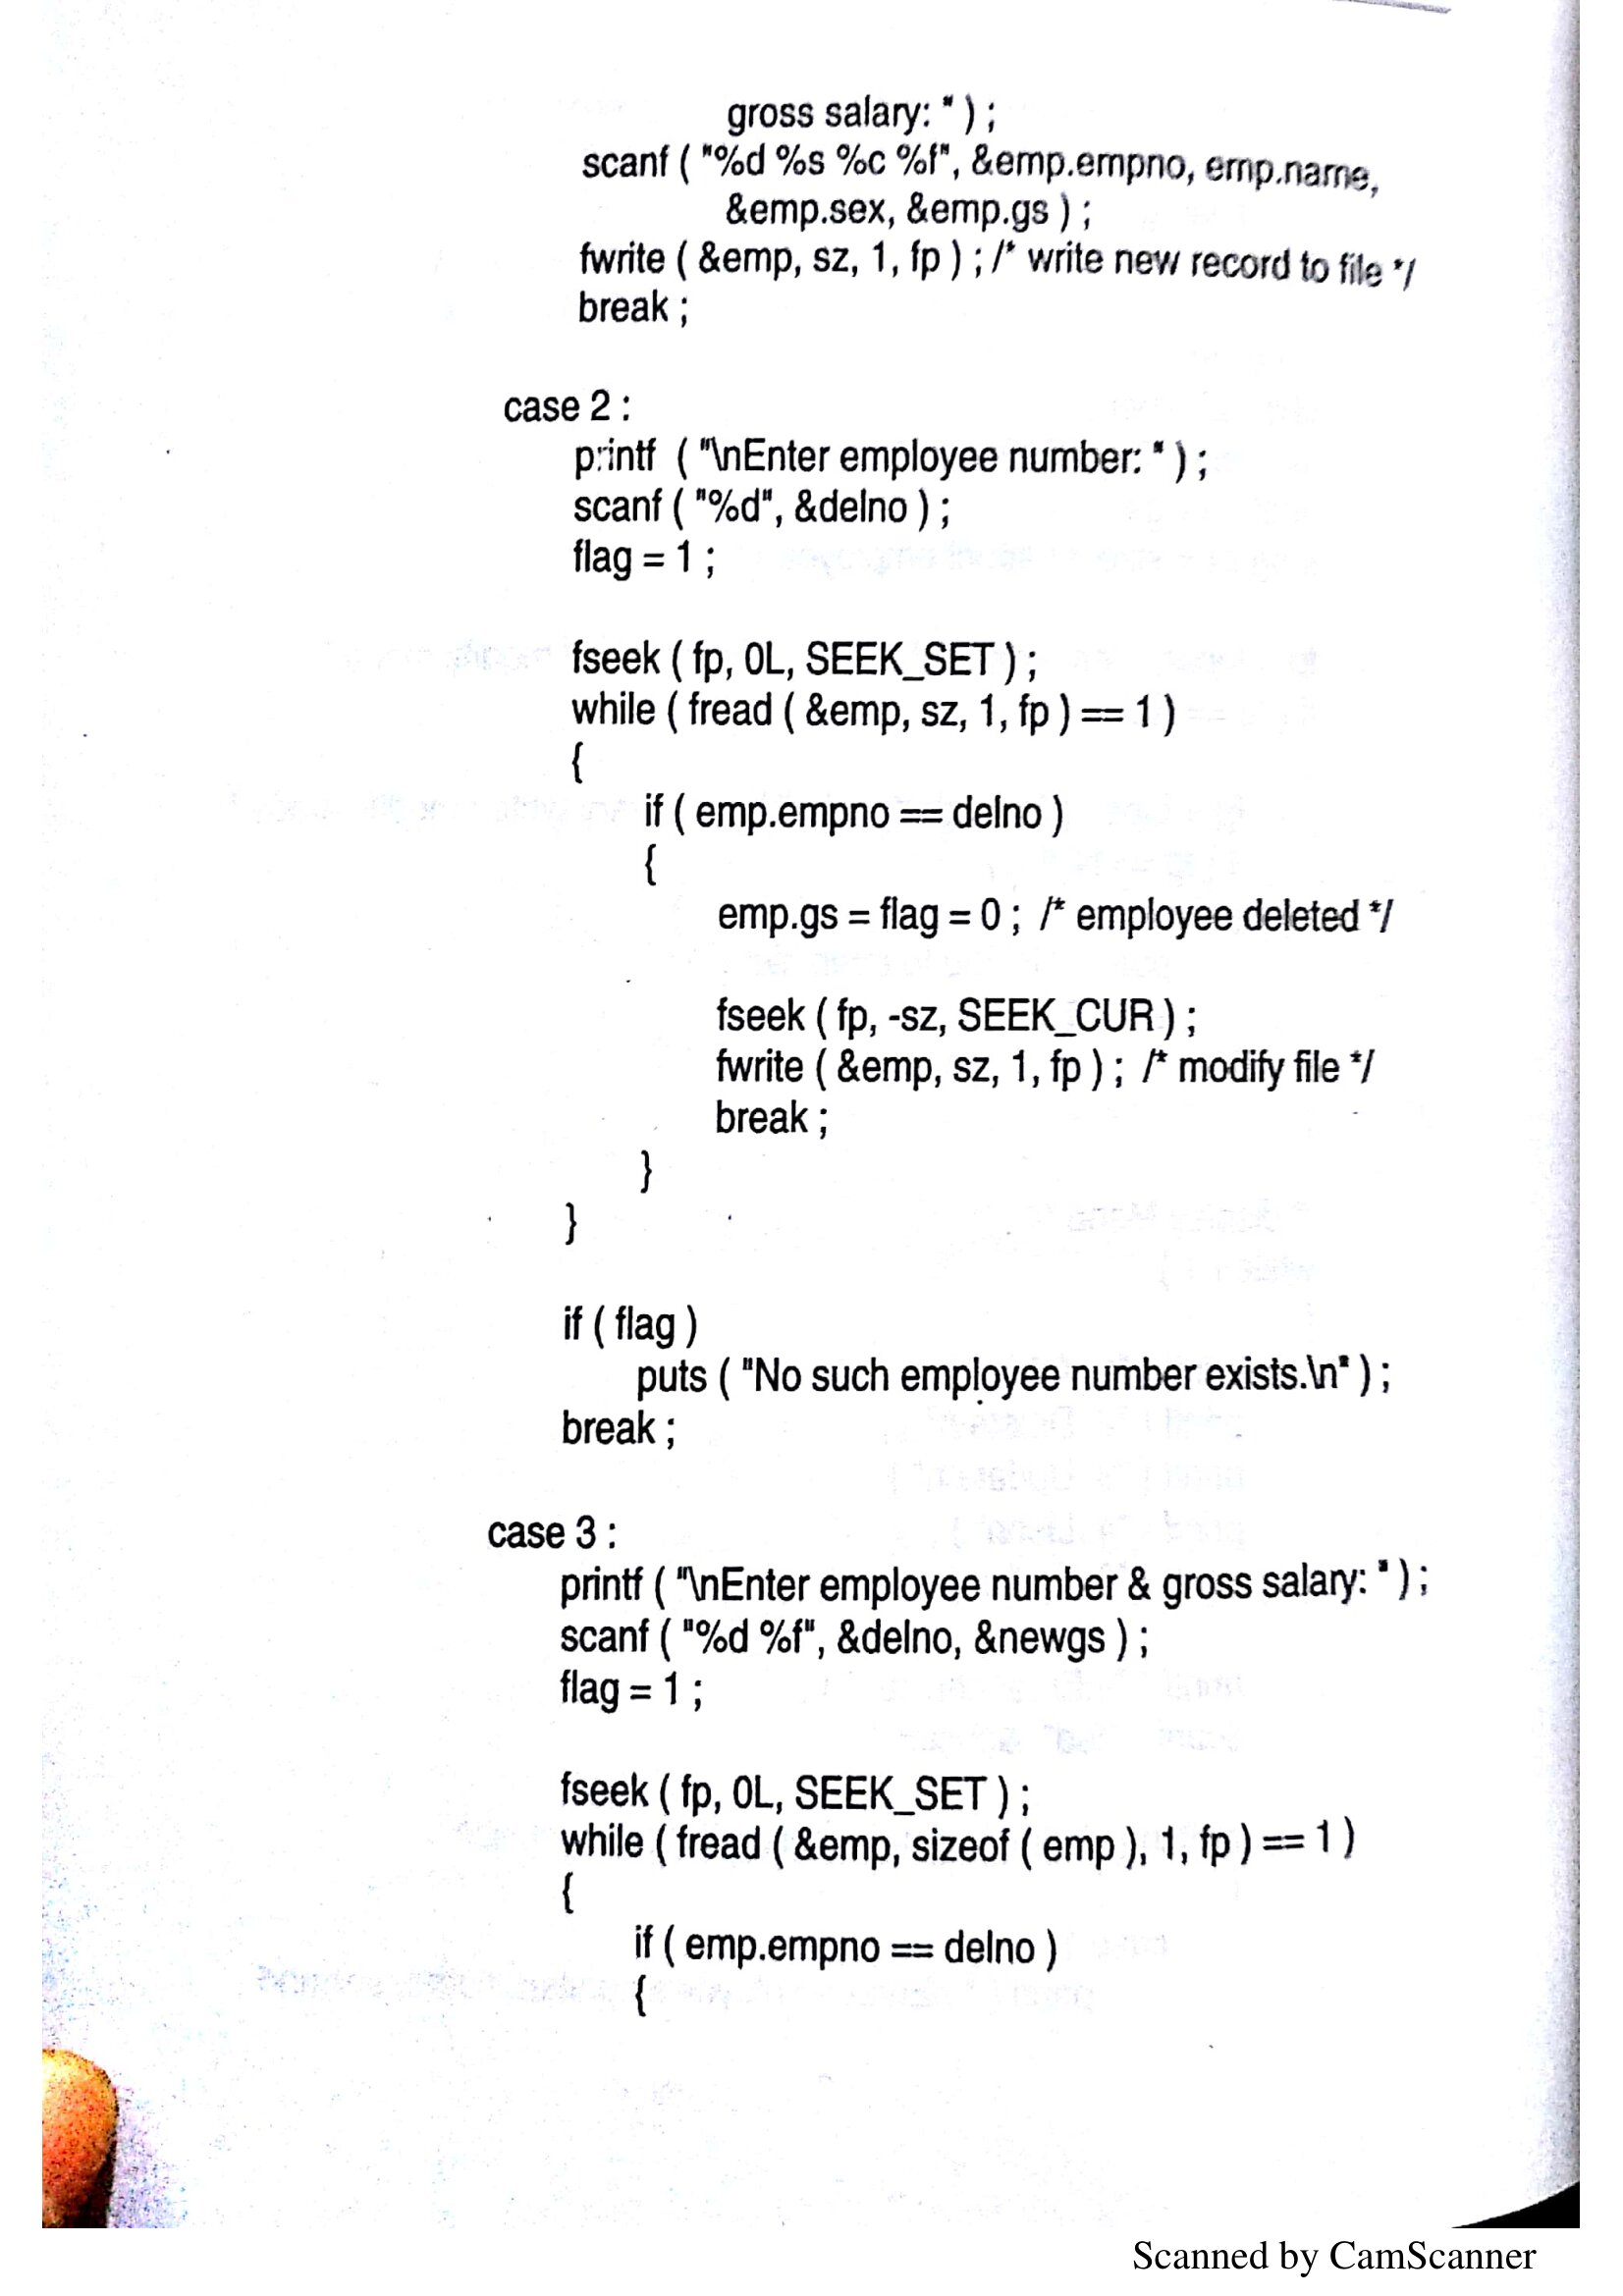 gross salary: " ) ;
scanf ( "%d %s %c %f", &emp.empno, emp.name,
&emp.sex, &emp.gs ) ;
fwrite ( &emp, sz, 1, fp ) ; /* write new record to file */
break ;
case 2 :
printf ( "\nEnter employee number: " ) ;
scanf ( "%d", &delno ) ;
flag = 1 ;
fseek ( fp, 0L, SEEK_SET ) ;
while ( fread ( &emp, sz, 1, fp ) == 1 )
{
if ( emp.empno == delno )
{
emp.gs = flag = 0 ; /* employee deleted */
fseek ( fp, -sz, SEEK_CUR ) ;
fwrite ( &emp, sz, 1, fp ) ; /* modify file */
break ;
}
}
if ( flag )
puts ( "No such employee number exists.\n" ) ;
break ;
case 3 :
printf ( "\nEnter employee number & gross salary: " ) ;
scanf ( "%d %f", &delno, &newgs ) ;
flag = 1 ;
fseek ( fp, 0L, SEEK_SET ) ;
while ( fread ( &emp, sizeof ( emp ), 1, fp ) == 1 )
{
if ( emp.empno == delno )
{
Scanned by CamScanner